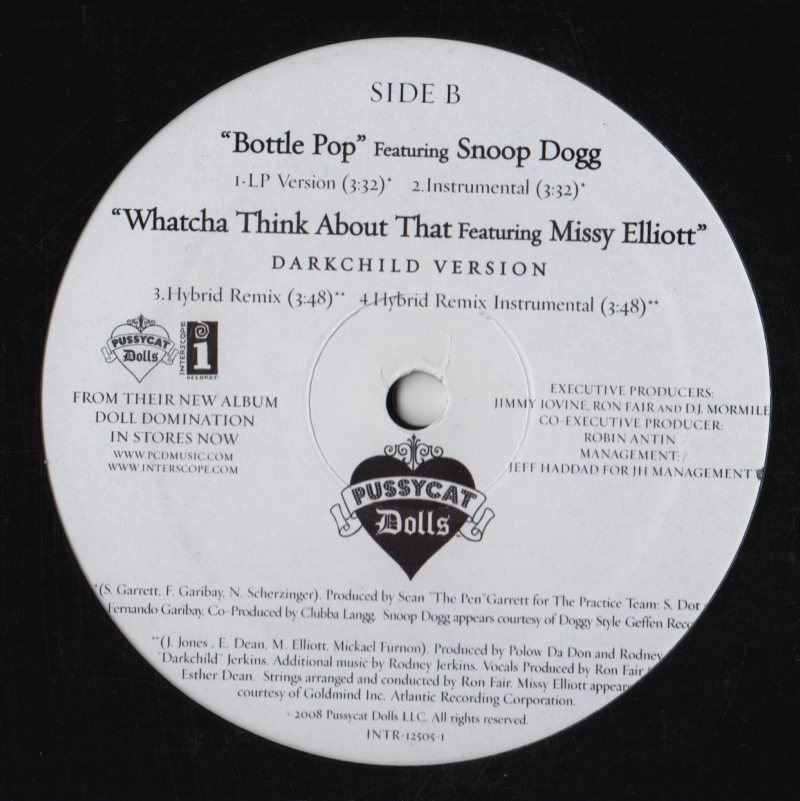 SIDE B
"Bottle Pop" Featuring Snoop Dogg
1.LP Version (3:32)* 2.Instrumental (3:32)*
"Whatcha Think About That Featuring Missy Elliott"
DARKCHILD VERSION
3.Hybrid Remix (3:48)** 4.Hybrid Remix Instrumental (3:48)**
PUSSYCAT
Dolls
INTERSCOPE
i
RECORDS
FROM THEIR NEW ALBUM
DOLL DOMINATION
IN STORES NOW
WWW.PCDMUSIC.COM
WWW.INTERSCOPE.COM
EXECUTIVE PRODUCERS:
JIMMY IOVINE, RON FAIR AND D.J. MORMILE
CO-EXECUTIVE PRODUCER:
ROBIN ANTIN
MANAGEMENT:
JEFF HADDAD FOR JH MANAGEMENT
PUSSYCAT
Dolls
*(S. Garrett, F. Garibay, N. Scherzinger). Produced by Sean "The Pen" Garrett for The Practice Team: S. Dot
Fernando Garibay. Co-Produced by Clubba Langg. Snoop Dogg appears courtesy of Doggy Style Geffen Reco
**(J. Jones , E. Dean, M. Elliott, Mickael Furnon). Produced by Polow Da Don and Rodney
"Darkchild" Jerkins. Additional music by Rodney Jerkins. Vocals Produced by Ron Fair
Esther Dean. Strings arranged and conducted by Ron Fair. Missy Elliott appears
courtesy of Goldmind Inc. Atlantic Recording Corporation.
© 2008 Pussycat Dolls LLC. All rights reserved.
INTR-12505-1